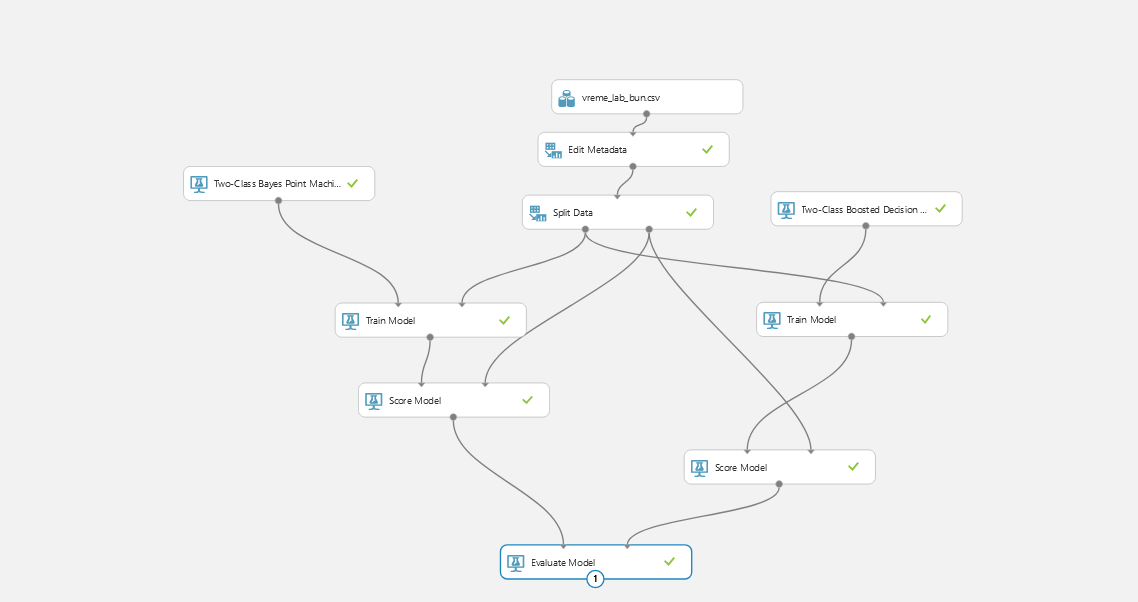 vreme_lab_bun.csv
Edit Metadata
Two-Class Bayes Point Machi...
Split Data
Two-Class Boosted Decision ...
Train Model
Train Model
Score Model
Score Model
Evaluate Model
1